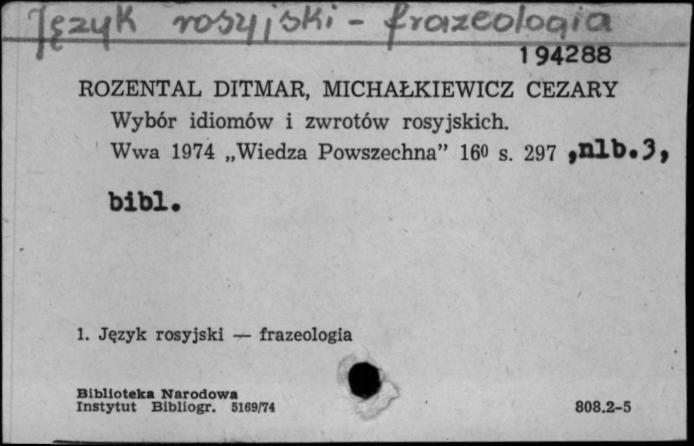 Język rosyjski - frazeologia
194288
ROZENTAL DITMAR, MICHAŁKIEWICZ CEZARY
Wybór idiomów i zwrotów rosyjskich.
Wwa 1974 „Wiedza Powszechna” 16⁰ s. 297 ,nlb.3,
bibl.
1. Język rosyjski — frazeologia
Biblioteka Narodowa
Instytut Bibliogr. 5169/74 808.2-5